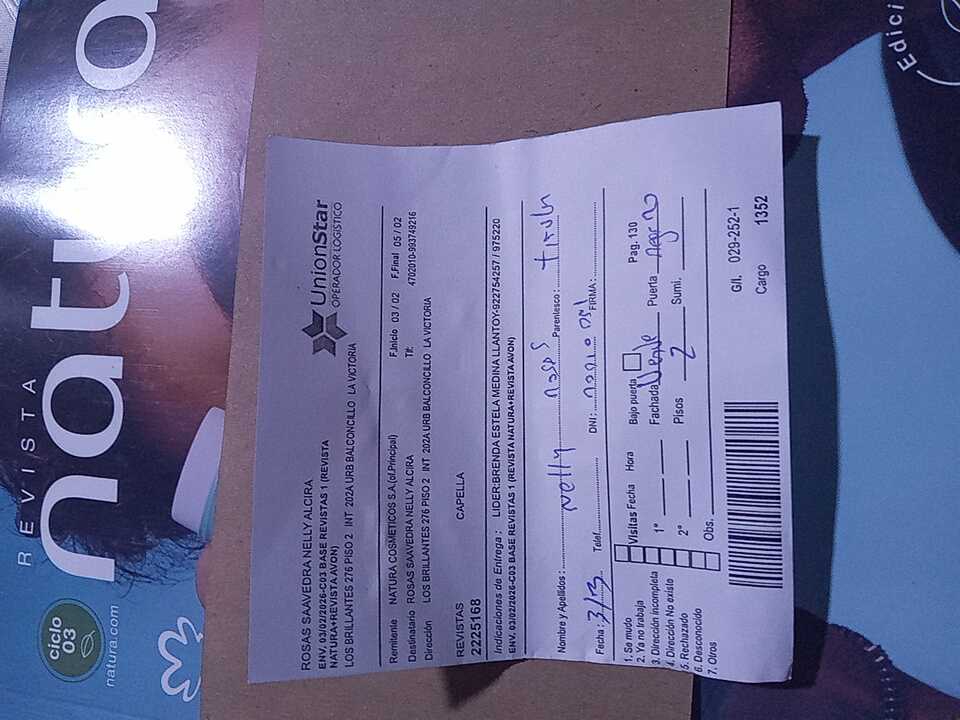 REVISTA
natura
ciclo
03
natura.com
Edici
UnionStar
OPERADOR LOGÍSTICO
ROSAS SAAVEDRA NELLY ALCIRA
ENV. 03/02/2026-C03 BASE REVISTAS 1 (REVISTA
NATURA+REVISTA AVON)
LOS BRILLANTES 276 PISO 2 INT 202A URB BALCONCILLO LA VICTORIA
Remitente NATURA COSMETICOS S.A,(of.Principal) F.Inicio 03 / 02 F.Final 05 / 02
Destinatario ROSAS SAAVEDRA NELLY ALCIRA Tlf: 4702010-993749216
Dirección LOS BRILLANTES 276 PISO 2 INT 202A URB BALCONCILLO LA VICTORIA
REVISTAS CAPELLA
2225168
Indicaciones de Entrega : LIDER:BRENDA ESTELA MEDINA LLANTOY-922754257 / 975220
ENV. 03/02/2026-C03 BASE REVISTAS 1 (REVISTA NATURA+REVISTA AVON)
Nombre y Apellidos : Nelly Rosas Parentesco : titular
Fecha : 3/3 Telef. DNI : FIRMA :
1. Se mudo
2. Ya no trabaja
3. Dirección incompleta
4. Dirección No existe
5. Rechazado
6. Desconocido
7. Otros
Visitas Fecha Hora Bajo puerta Pag. 130
1° Fachada Verde Puerta Negro
2° Pisos 2 Sumi.
Obs.
G/I. 029-252-1
Cargo 1352